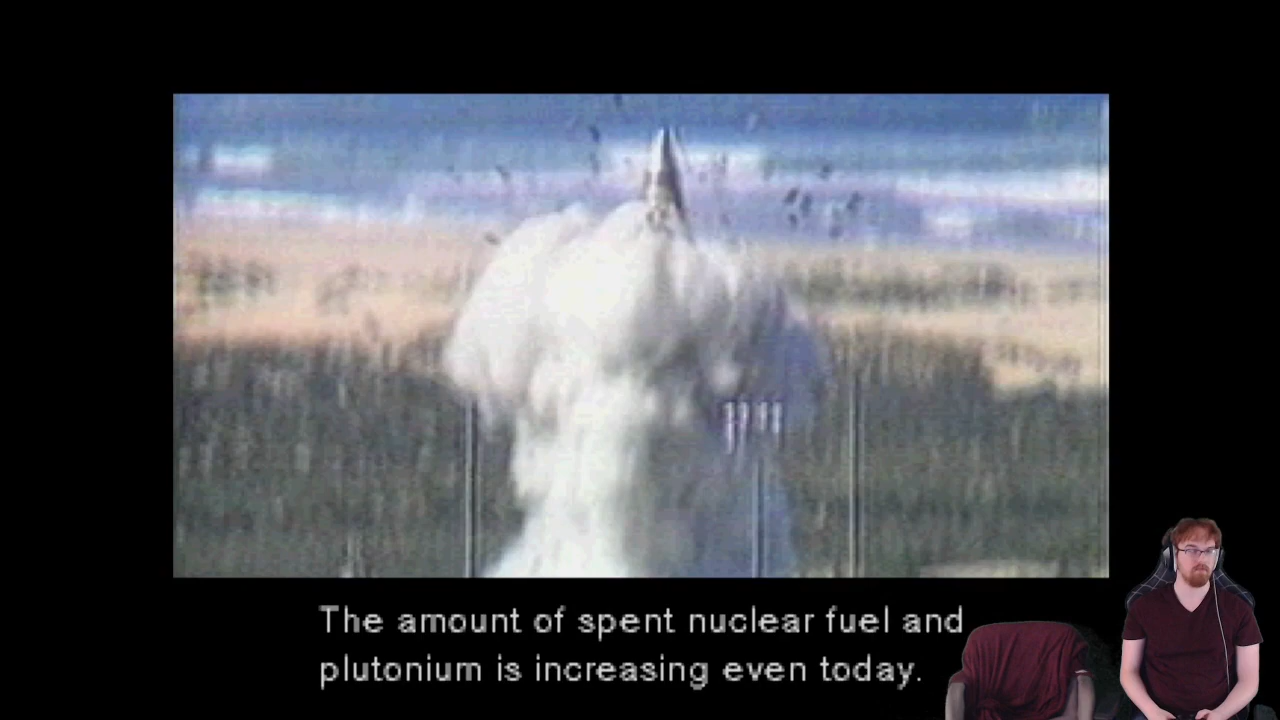 The amount of spent nuclear fuel and
plutonium is increasing even today.